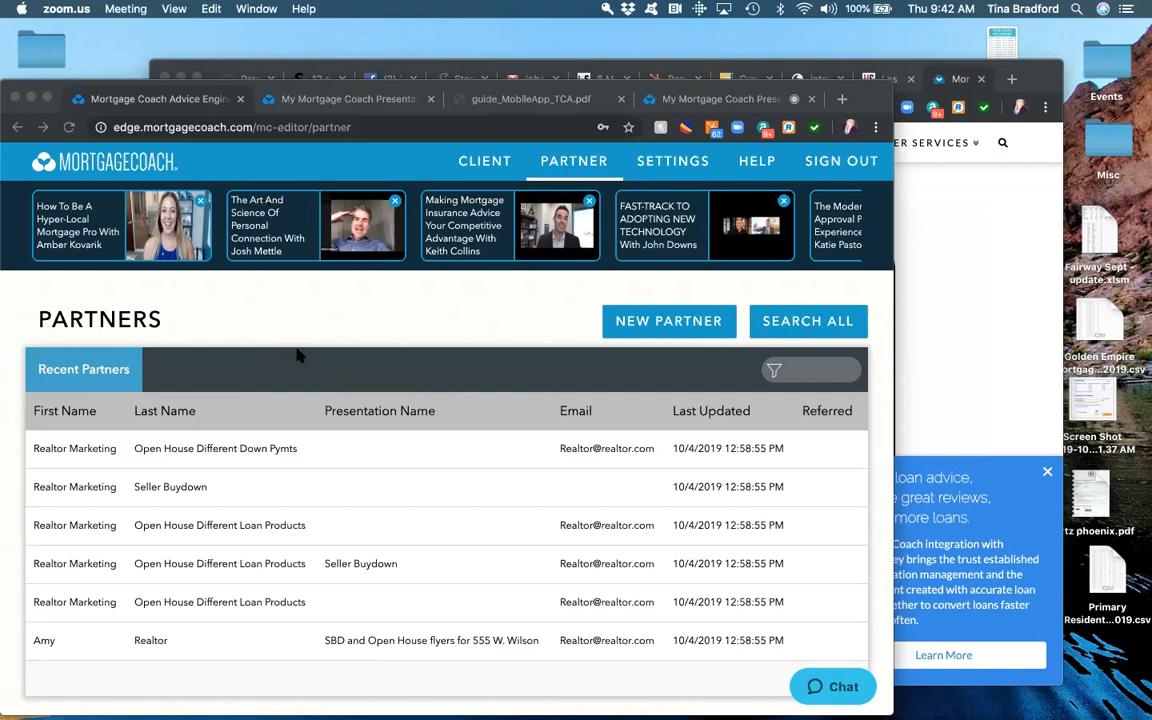 zoom.us Meeting View Edit Window Help
100% Thu 9:42 AM Tina Bradford
Mortgage Coach Advice Engin
My Mortgage Coach Presenta
guide_MobileApp_TCA.pdf
My Mortgage Coach Prese
Mor
edge.mortgagecoach.com/mc-editor/partner
62
9+
9+
ER SERVICES
MORTGAGECOACH
CLIENT PARTNER SETTINGS HELP SIGN OUT
How To Be A
Hyper-Local
Mortgage Pro With
Amber Kovarik
The Art And
Science Of
Personal
Connection With
Josh Mettle
Making Mortgage
Insurance Advice
Your Competitive
Advantage With
Keith Collins
FAST-TRACK TO
ADOPTING NEW
TECHNOLOGY
With John Downs
The Moder
Approval P
Experience
Katie Pasto
PARTNERS
NEW PARTNER
SEARCH ALL
Recent Partners
First Name Last Name Presentation Name Email Last Updated Referred
Realtor Marketing Open House Different Down Pymts Realtor@realtor.com 10/4/2019 12:58:55 PM
Realtor Marketing Seller Buydown 10/4/2019 12:58:55 PM
Realtor Marketing Open House Different Loan Products Realtor@realtor.com 10/4/2019 12:58:55 PM
Realtor Marketing Open House Different Loan Products Seller Buydown Realtor@realtor.com 10/4/2019 12:58:55 PM
Realtor Marketing Open House Different Loan Products Realtor@realtor.com 10/4/2019 12:58:55 PM
Amy Realtor SBD and Open House flyers for 555 W. Wilson Realtor@realtor.com 10/4/2019 12:58:55 PM
Chat
loan advice,
e great reviews,
more loans.
Coach integration with
ey brings the trust established
ation management and the
nt created with accurate loan
ether to convert loans faster
often.
Learn More
Events
Misc
Fairway Sept -
update.xlsm
Golden Empire
Mortgag...2019.csv
Screen Shot
19-10...1.37 AM
tz phoenix.pdf
Primary
Resident...019.csv